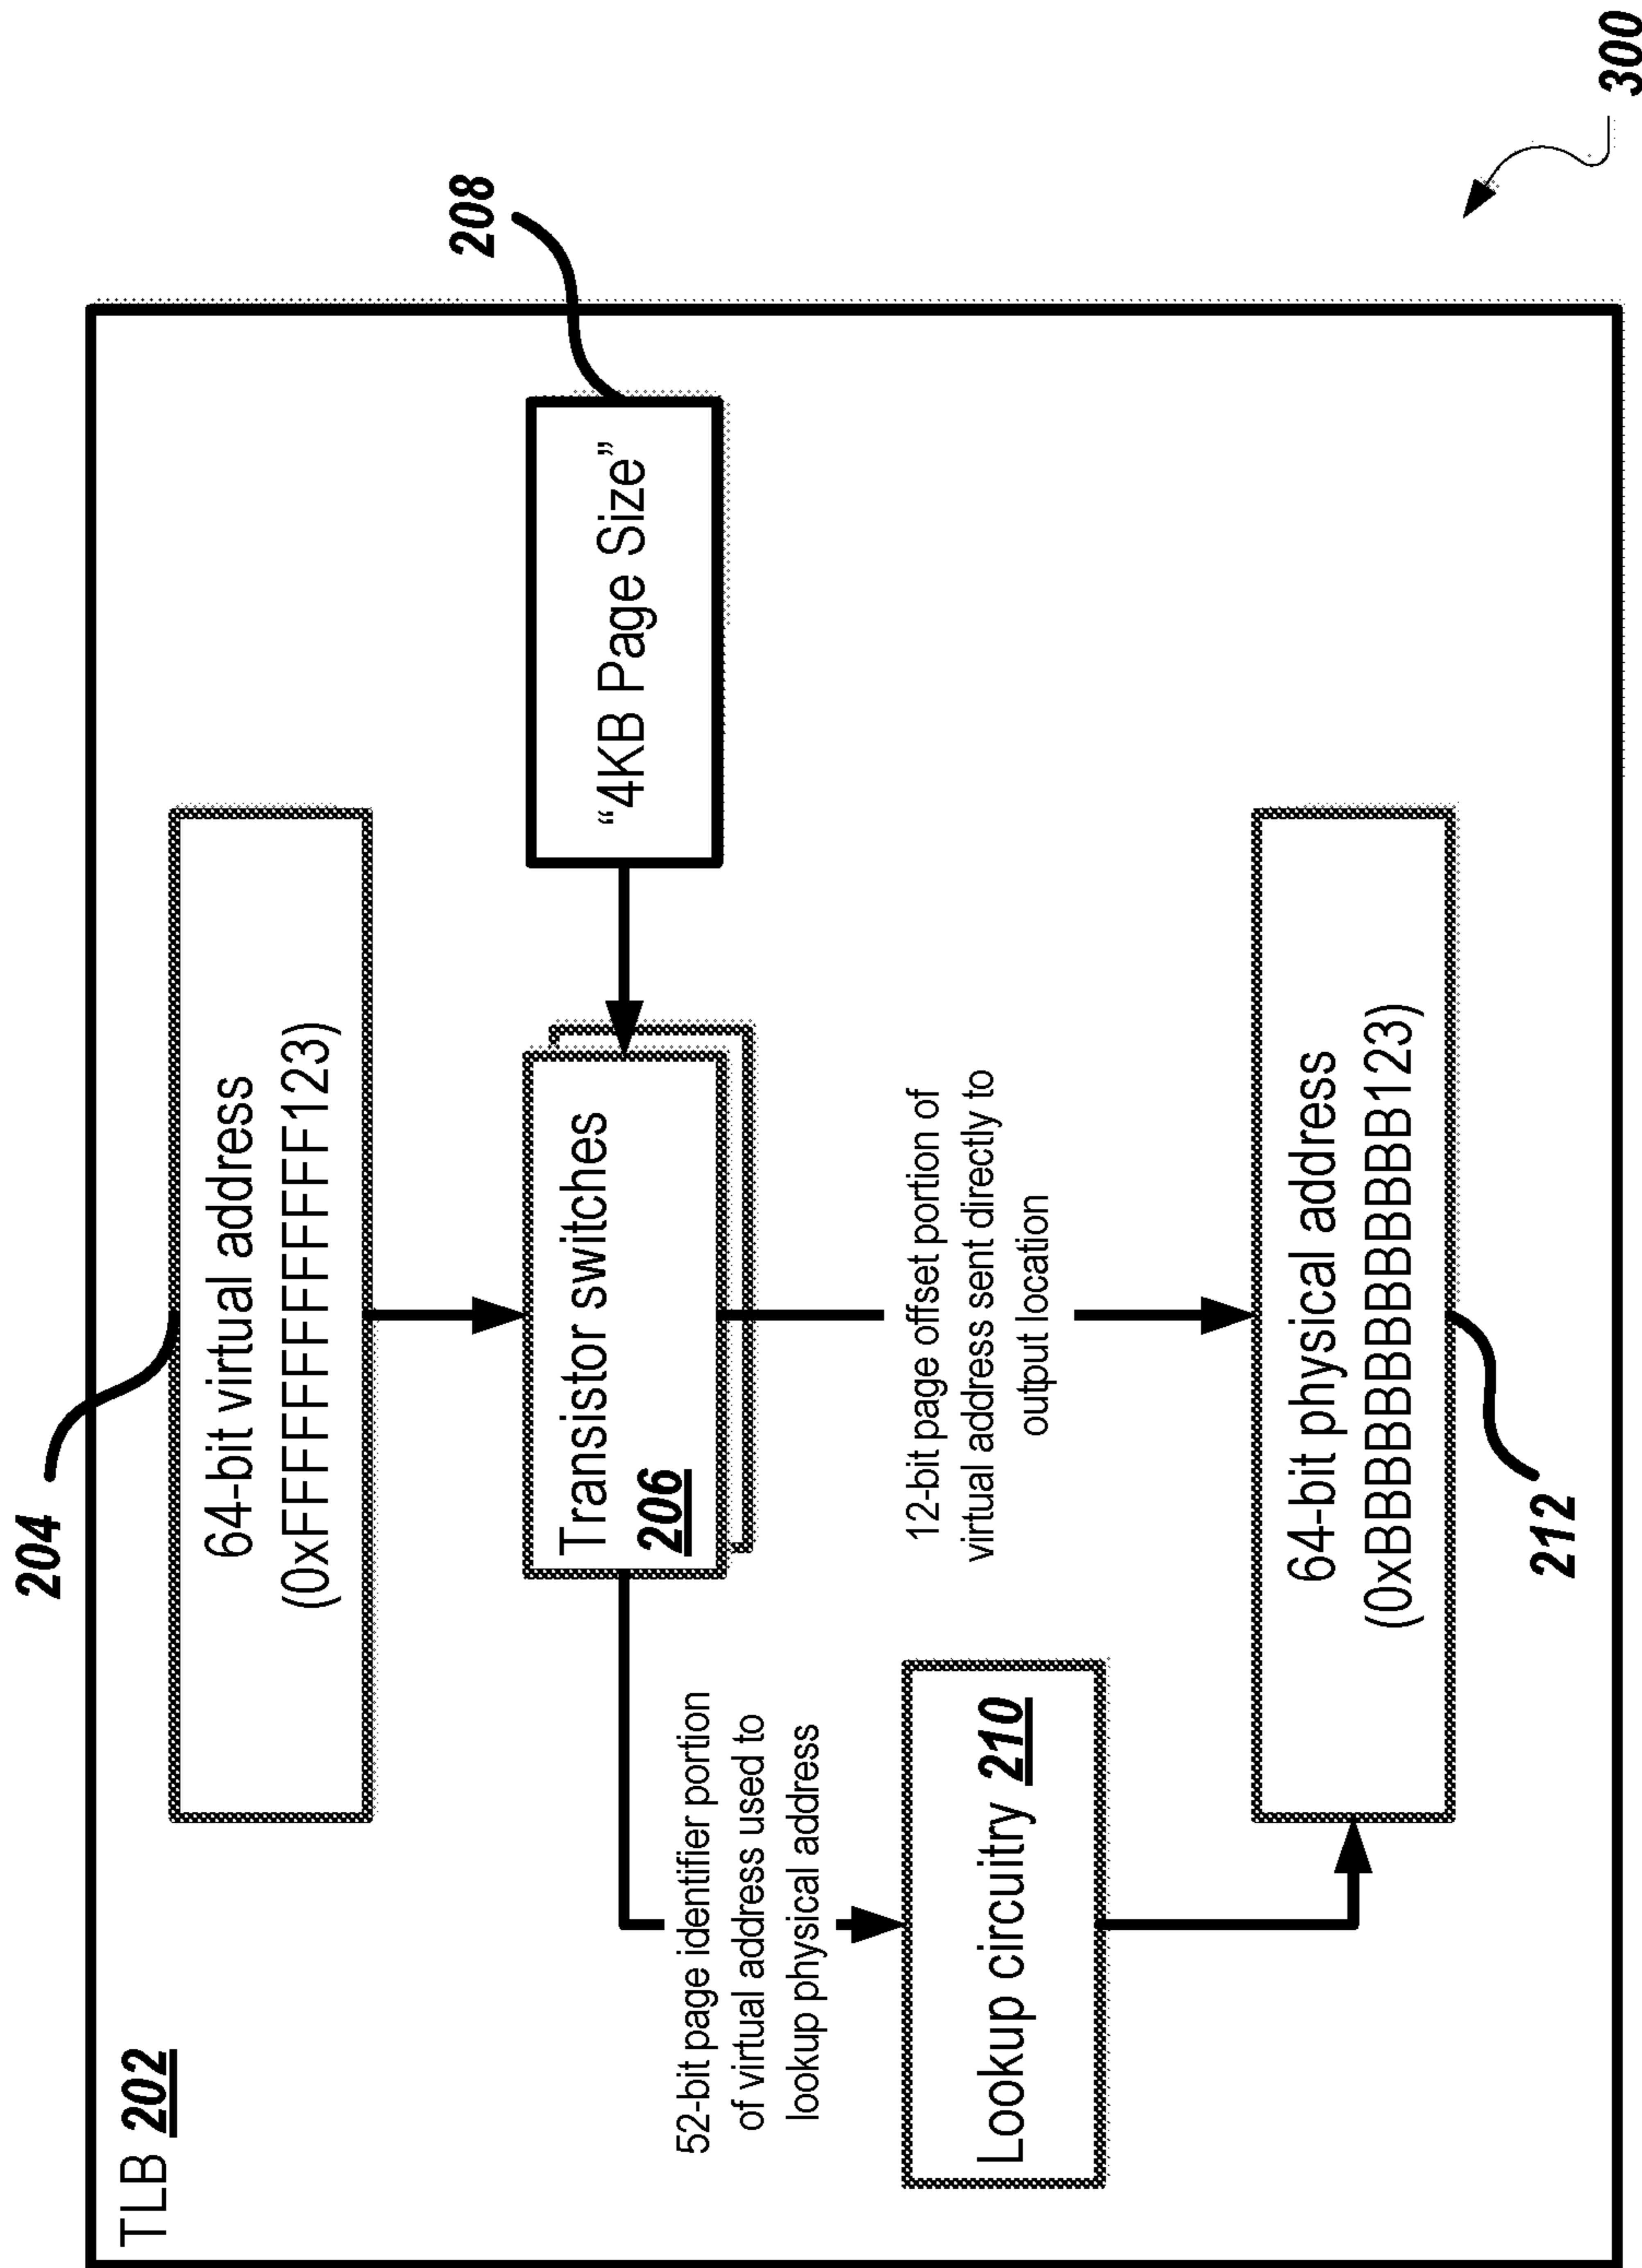 TLB 202
204
64-bit virtual address
(0xFFFFFFFFFFFFF123)
208
Transistor switches
206
“4KB Page Size”
52-bit page identifier portion
of virtual address used to
lookup physical address
12-bit page offset portion of
virtual address sent directly to
output location
Lookup circuitry 210
64-bit physical address
(0xBBBBBBBBBBBBB123)
212
300